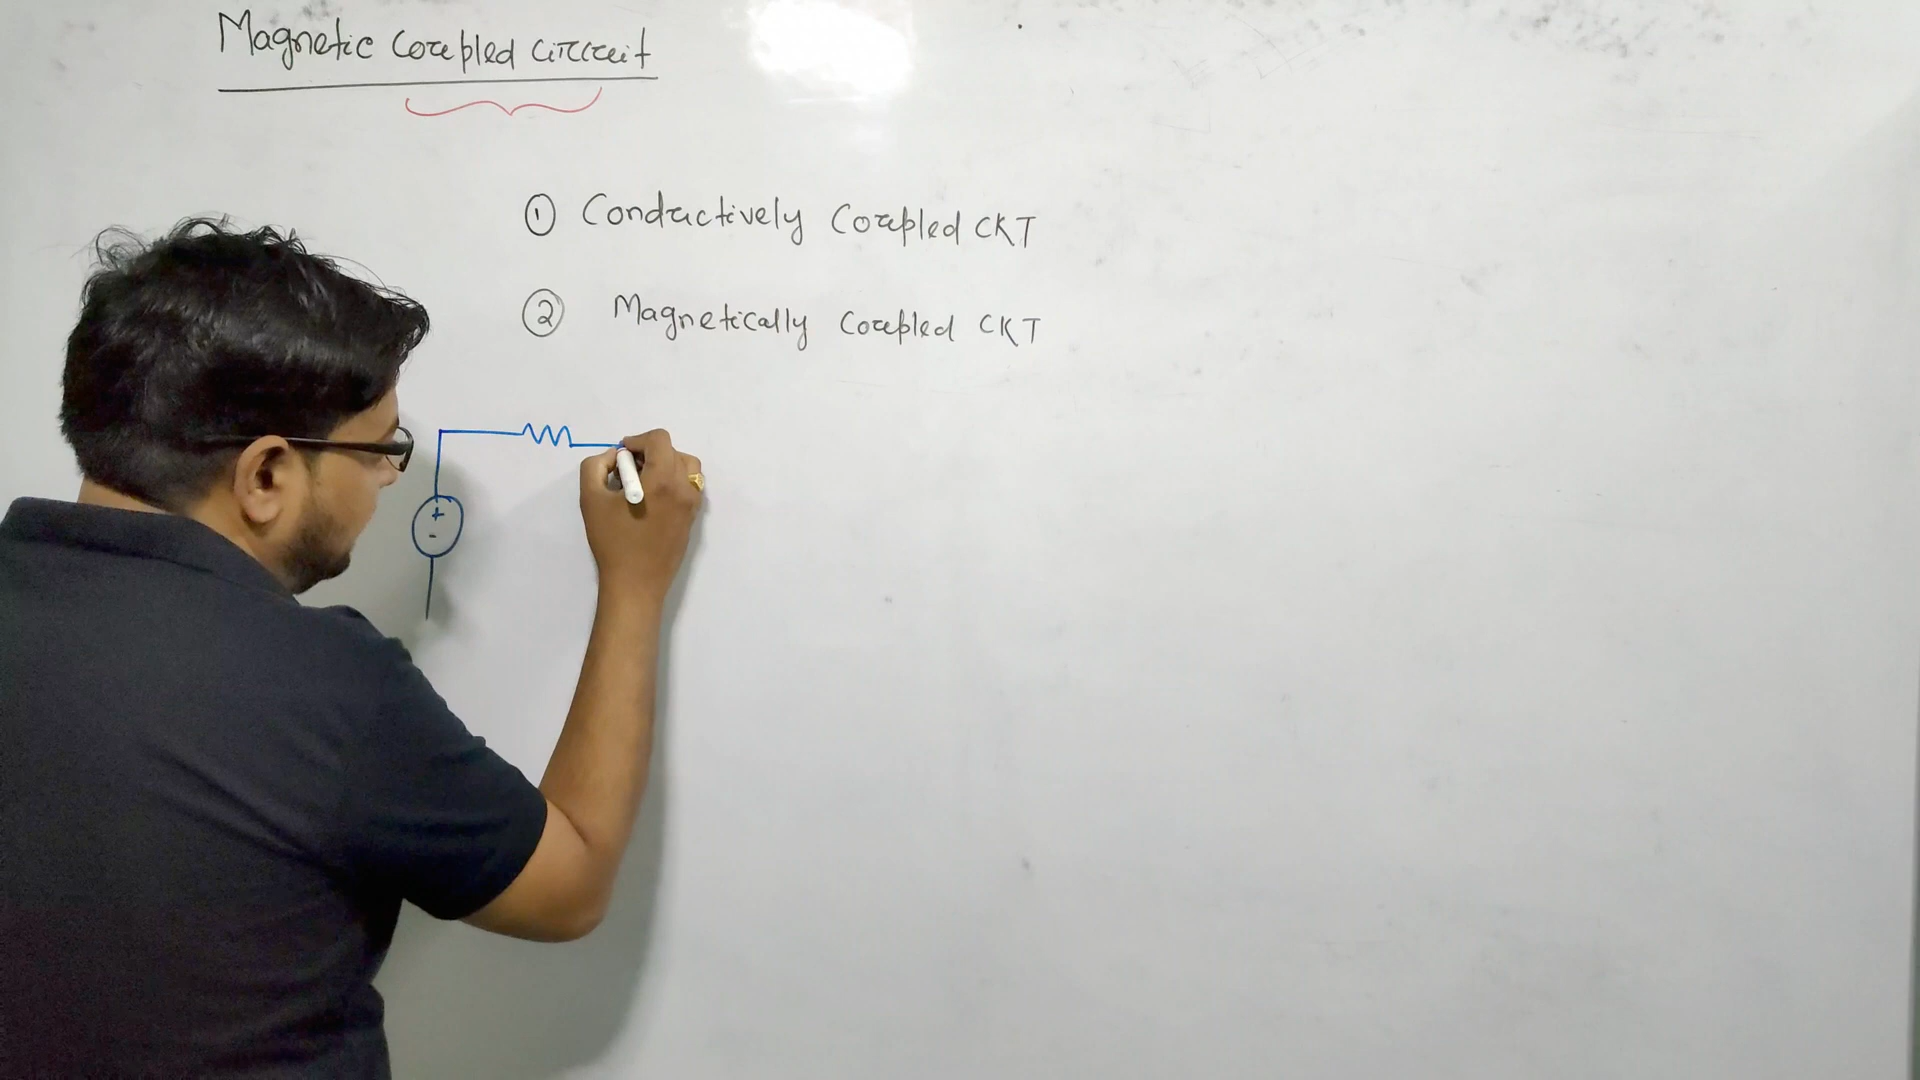 Magnetic Coupled circuit
① Conductively Coupled CKT
② Magnetically Coupled CKT
+
-